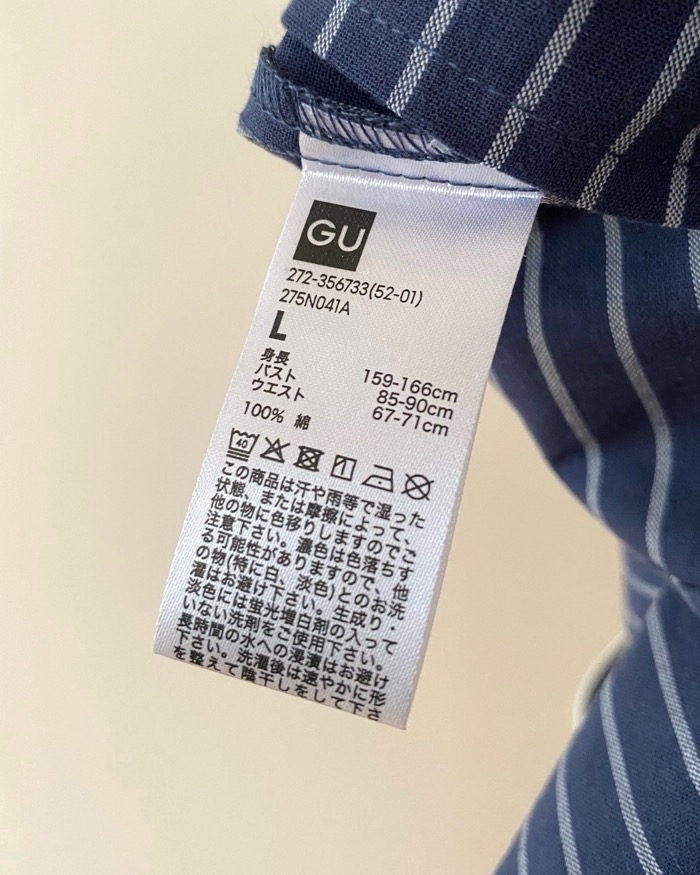 GU
272-356733(52-01)
275N041A
L
身長 159-166cm
バスト 85-90cm
ウエスト 67-71cm
100% 綿
40
この商品は汗や雨等で湿った
状態、または摩擦によって、
他の物に色移りしますのでご
注意下さい。濃色は色落ちす
る可能性がありますので、他
の物(特に白、淡色)とのお洗
濯はお避け下さい。生成り・
淡色には蛍光増白剤の入って
いない洗剤をご使用下さい。
長時間の水への浸漬はお避け
下さい。洗濯後は速やかに形
を整えて陰干しをして下さ